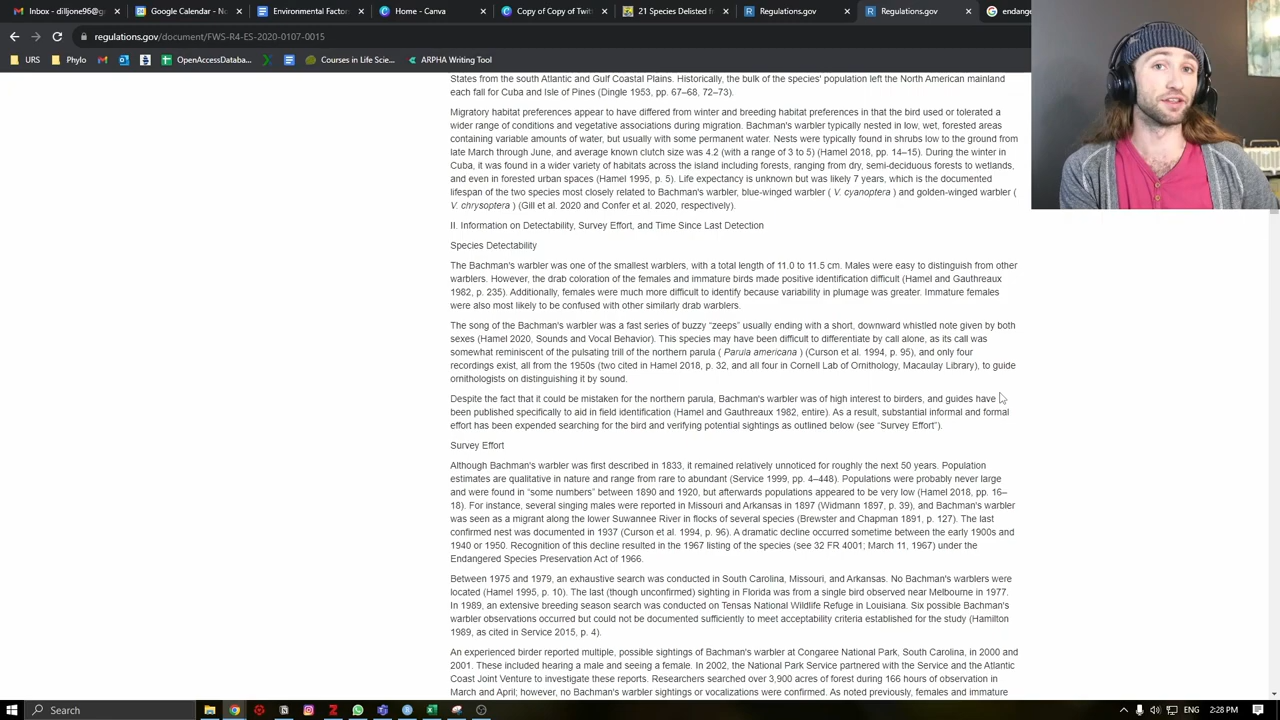 dilljone96@g
Google Calendar - No
Environmental Factor
Home - Canva
Copy of Copy of Twit
21 Species Delisted f
Regulations.gov
Regulations.gov
endange
regulations.gov/document/FWS-R4-ES-2020-0107-0015
URS
Phylo
OpenAccessDataba...
Courses in Life Scie...
ARPHA Writing Tool
States from the south Atlantic and Gulf Coastal Plains. Historically, the bulk of the species' population left the North American mainland
each fall for Cuba and Isle of Pines (Dingle 1953, pp. 67–68, 72–73).
Migratory habitat preferences appear to have differed from winter and breeding habitat preferences in that the bird used or tolerated a
wider range of conditions and vegetative associations during migration. Bachman's warbler typically nested in low, wet, forested areas
containing variable amounts of water, but usually with some permanent water. Nests were typically found in shrubs low to the ground from
late March through June, and average known clutch size was 4.2 (with a range of 3 to 5) (Hamel 2018, pp. 14–15). During the winter in
Cuba, it was found in a wider variety of habitats across the island including forests, ranging from dry, semi-deciduous forests to wetlands,
and even in forested urban spaces (Hamel 1995, p. 5). Life expectancy is unknown but was likely 7 years, which is the documented
lifespan of the two species most closely related to Bachman's warbler, blue-winged warbler ( V. cyanoptera ) and golden-winged warbler (
V. chrysoptera ) (Gill et al. 2020 and Confer et al. 2020, respectively).
II. Information on Detectability, Survey Effort, and Time Since Last Detection
Species Detectability
The Bachman's warbler was one of the smallest warblers, with a total length of 11.0 to 11.5 cm. Males were easy to distinguish from other
warblers. However, the drab coloration of the females and immature birds made positive identification difficult (Hamel and Gauthreaux
1982, p. 235). Additionally, females were much more difficult to identify because variability in plumage was greater. Immature females
were also most likely to be confused with other similarly drab warblers.
The song of the Bachman's warbler was a fast series of buzzy “zeeps” usually ending with a short, downward whistled note given by both
sexes (Hamel 2020, Sounds and Vocal Behavior). This species may have been difficult to differentiate by call alone, as its call was
somewhat reminiscent of the pulsating trill of the northern parula ( Parula americana ) (Curson et al. 1994, p. 95), and only four
recordings exist, all from the 1950s (two cited in Hamel 2018, p. 32, and all four in Cornell Lab of Ornithology, Macaulay Library), to guide
ornithologists on distinguishing it by sound.
Despite the fact that it could be mistaken for the northern parula, Bachman's warbler was of high interest to birders, and guides have
been published specifically to aid in field identification (Hamel and Gauthreaux 1982, entire). As a result, substantial informal and formal
effort has been expended searching for the bird and verifying potential sightings as outlined below (see “Survey Effort”).
Survey Effort
Although Bachman's warbler was first described in 1833, it remained relatively unnoticed for roughly the next 50 years. Population
estimates are qualitative in nature and range from rare to abundant (Service 1999, pp. 4–448). Populations were probably never large
and were found in “some numbers” between 1890 and 1920, but afterwards populations appeared to be very low (Hamel 2018, pp. 16–
18). For instance, several singing males were reported in Missouri and Arkansas in 1897 (Widmann 1897, p. 39), and Bachman's warbler
was seen as a migrant along the lower Suwannee River in flocks of several species (Brewster and Chapman 1891, p. 127). The last
confirmed nest was documented in 1937 (Curson et al. 1994, p. 96). A dramatic decline occurred sometime between the early 1900s and
1940 or 1950. Recognition of this decline resulted in the 1967 listing of the species (see 32 FR 4001; March 11, 1967) under the
Endangered Species Preservation Act of 1966.
Between 1975 and 1979, an exhaustive search was conducted in South Carolina, Missouri, and Arkansas. No Bachman's warblers were
located (Hamel 1995, p. 10). The last (though unconfirmed) sighting in Florida was from a single bird observed near Melbourne in 1977.
In 1989, an extensive breeding season search was conducted on Tensas National Wildlife Refuge in Louisiana. Six possible Bachman's
warbler observations occurred but could not be documented sufficiently to meet acceptability criteria established for the study (Hamilton
1989, as cited in Service 2015, p. 4).
An experienced birder reported multiple, possible sightings of Bachman's warbler at Congaree National Park, South Carolina, in 2000 and
2001. These included hearing a male and seeing a female. In 2002, the National Park Service partnered with the Service and the Atlantic
Coast Joint Venture to investigate these reports. Researchers searched over 3,900 acres of forest during 166 hours of observation in
March and April; however, no Bachman's warbler sightings or vocalizations were confirmed. As noted previously, females and immature
Search
ENG
2:28 PM